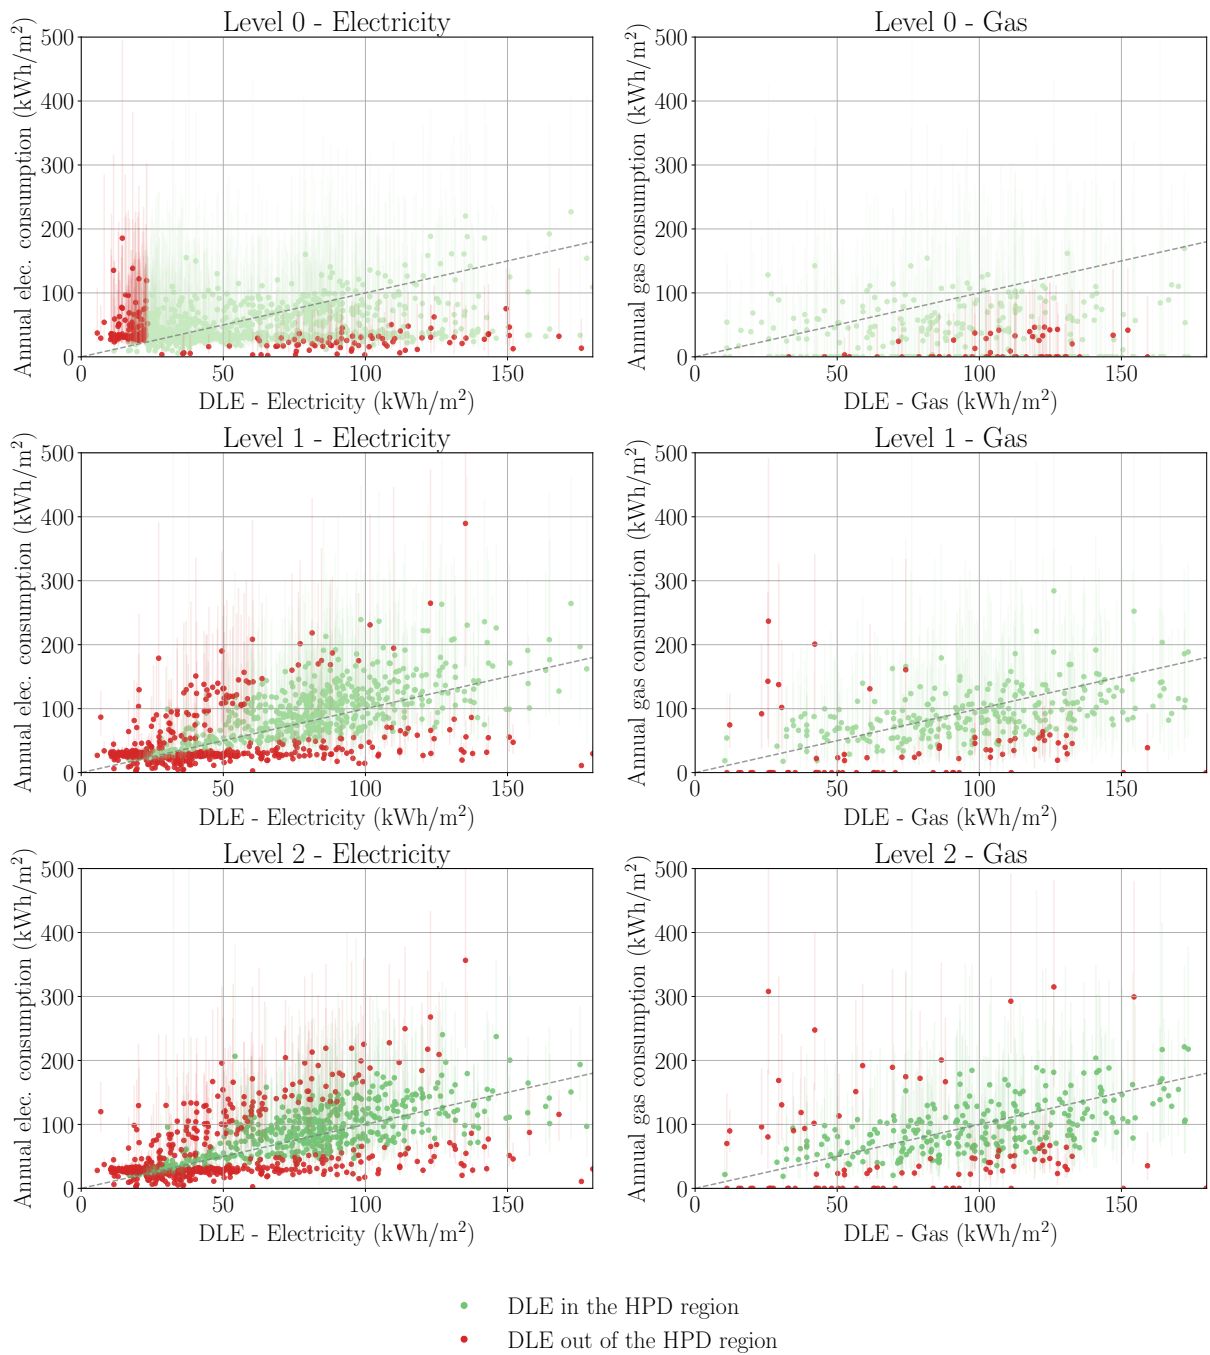 Level 0 - Electricity
Annual elec. consumption (kWh/m²)
500
400
300
200
100
0
0 50 100 150
DLE - Electricity (kWh/m²)
Level 0 - Gas
Annual gas consumption (kWh/m²)
500
400
300
200
100
0
0 50 100 150
DLE - Gas (kWh/m²)
Level 1 - Electricity
Annual elec. consumption (kWh/m²)
500
400
300
200
100
0
0 50 100 150
DLE - Electricity (kWh/m²)
Level 1 - Gas
Annual gas consumption (kWh/m²)
500
400
300
200
100
0
0 50 100 150
DLE - Gas (kWh/m²)
Level 2 - Electricity
Annual elec. consumption (kWh/m²)
500
400
300
200
100
0
0 50 100 150
DLE - Electricity (kWh/m²)
Level 2 - Gas
Annual gas consumption (kWh/m²)
500
400
300
200
100
0
0 50 100 150
DLE - Gas (kWh/m²)
DLE in the HPD region
DLE out of the HPD region